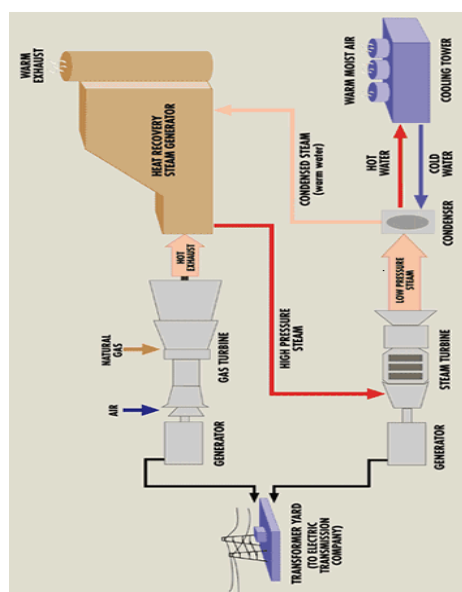 WARM
EXHAUST
HEAT RECOVERY
STEAM GENERATOR
HOT
EXHAUST
NATURAL
GAS
GAS TURBINE
AIR
GENERATOR
CONDENSED STEAM
(warm water)
HIGH PRESSURE
STEAM
WARM MOIST AIR
COOLING TOWER
HOT
WATER
COLD
WATER
CONDENSER
LOW PRESSURE
STEAM
STEAM TURBINE
GENERATOR
TRANSFORMER YARD
(TO ELECTRIC
TRANSMISSION
COMPANY)